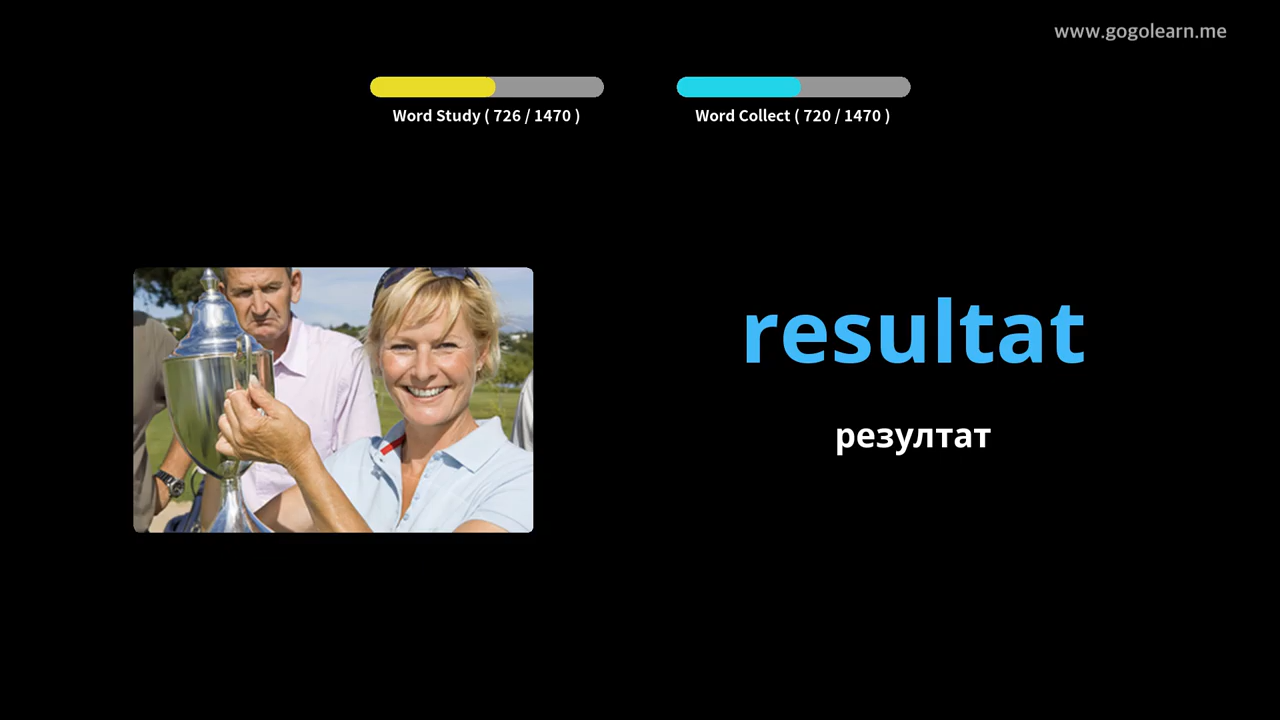 www.gogolearn.me
Word Study ( 726 / 1470 )
Word Collect ( 720 / 1470 )
resultat
резултат